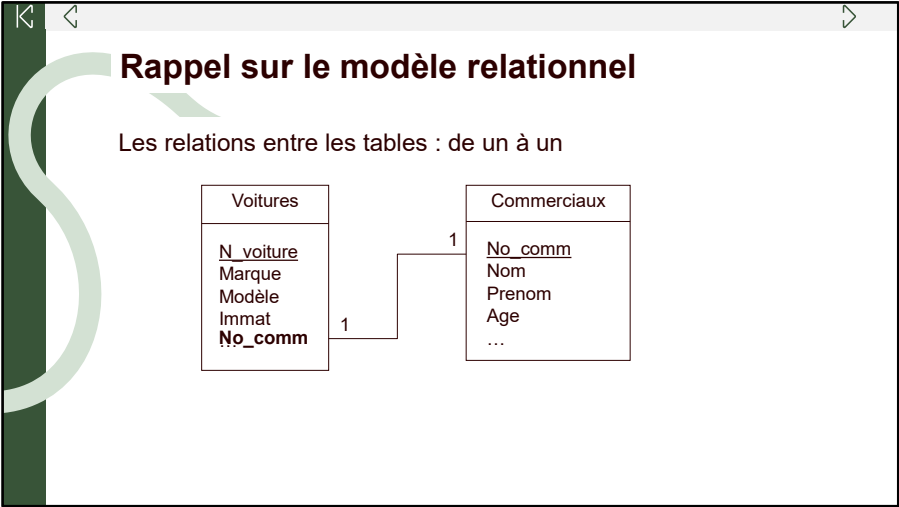 Rappel sur le modèle relationnel
Les relations entre les tables : de un à un
Voitures
N_voiture
Marque
Modèle
Immat
No_comm
…
1
1
Commerciaux
No_comm
Nom
Prenom
Age
…